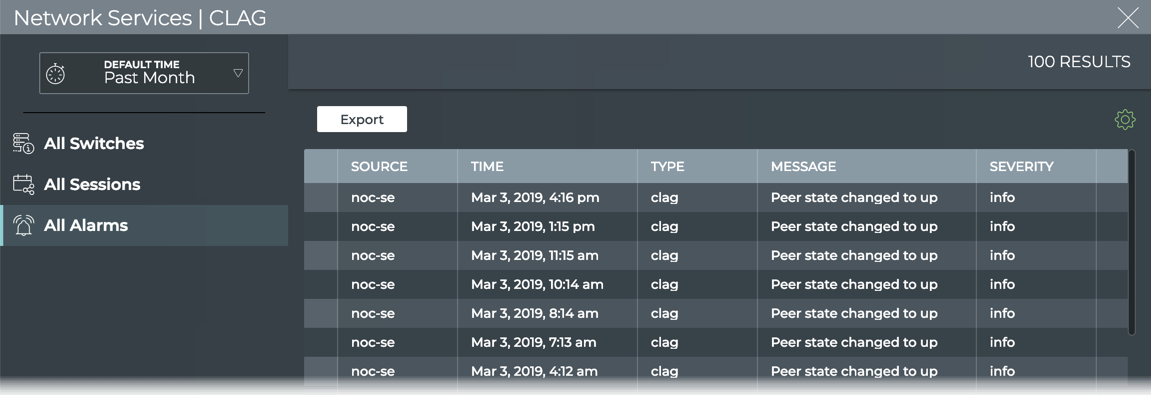 Network Services | CLAG
DEFAULT TIME
Past Month
All Switches
All Sessions
All Alarms
100 RESULTS
Export
SOURCE TIME TYPE MESSAGE SEVERITY
noc-se Mar 3, 2019, 4:16 pm clag Peer state changed to up info
noc-se Mar 3, 2019, 1:15 pm clag Peer state changed to up info
noc-se Mar 3, 2019, 11:15 am clag Peer state changed to up info
noc-se Mar 3, 2019, 10:14 am clag Peer state changed to up info
noc-se Mar 3, 2019, 8:14 am clag Peer state changed to up info
noc-se Mar 3, 2019, 7:13 am clag Peer state changed to up info
noc-se Mar 3, 2019, 4:12 am clag Peer state changed to up info